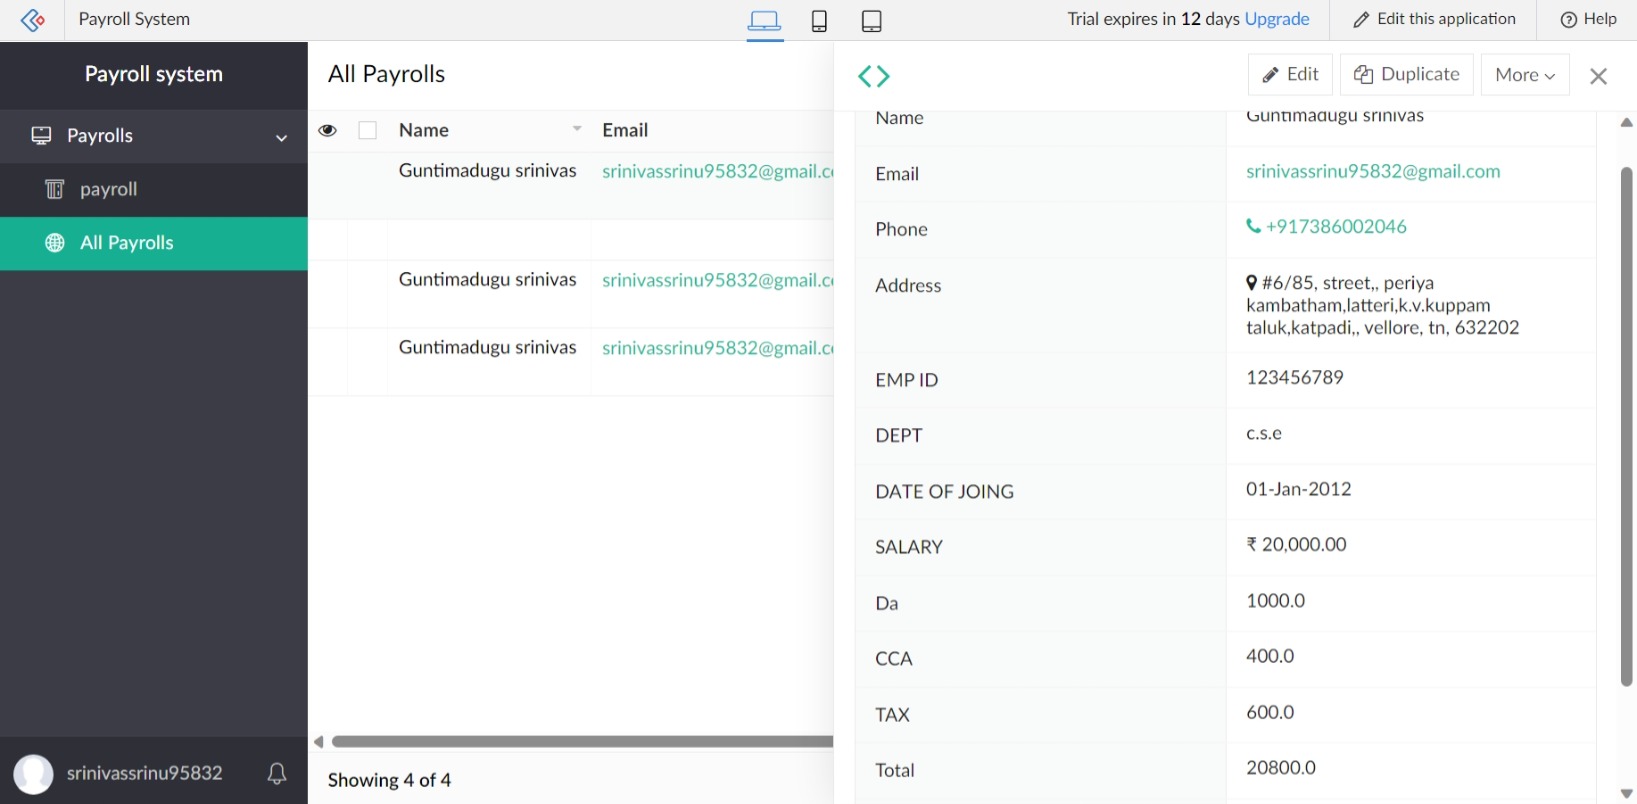 Payroll System
Trial expires in 12 days Upgrade
Edit this application
Help
Payroll system
Payrolls
payroll
All Payrolls
srinivassrinu95832
All Payrolls
Name Email
Guntimadugu srinivas srinivassrinu95832@gmail.c
Guntimadugu srinivas srinivassrinu95832@gmail.c
Guntimadugu srinivas srinivassrinu95832@gmail.c
Showing 4 of 4
Edit Duplicate More
Name Guntimadugu srinivas
Email srinivassrinu95832@gmail.com
Phone +917386002046
Address #6/85, street,, periya
kambatham,latteri,k.v.kuppam
taluk,katpadi,, vellore, tn, 632202
EMP ID 123456789
DEPT c.s.e
DATE OF JOING 01-Jan-2012
SALARY ₹ 20,000.00
Da 1000.0
CCA 400.0
TAX 600.0
Total 20800.0